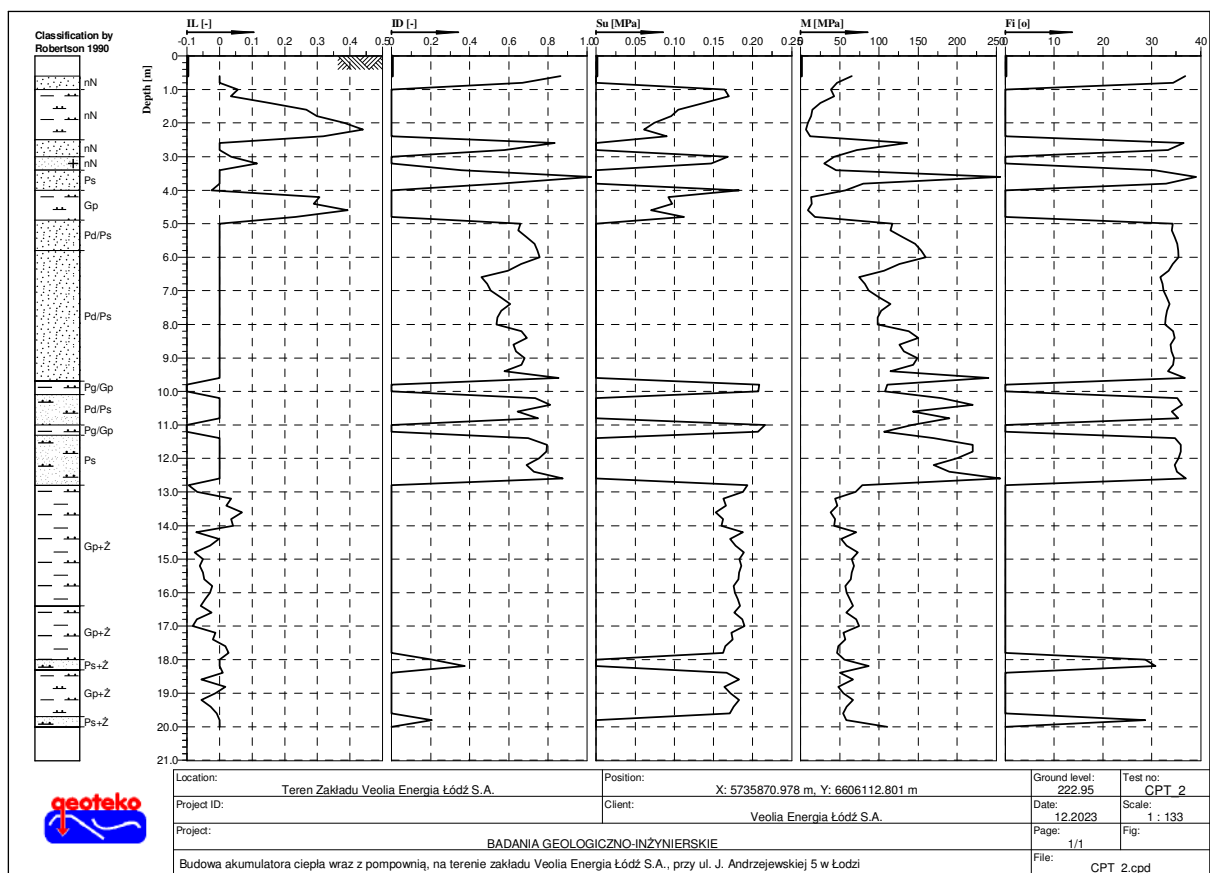 Classification by
Robertson 1990
IL [-]
-0.1 0 0.1 0.2 0.3 0.4 0.5
ID [-]
0 0.2 0.4 0.6 0.8 1.0
Su [MPa]
0 0.05 0.10 0.15 0.20 0.25
M [MPa]
0 50 100 150 200 250
Fi [o]
0 10 20 30 40
Depth [m]
0
1.0
2.0
3.0
4.0
5.0
6.0
7.0
8.0
9.0
10.0
11.0
12.0
13.0
14.0
15.0
16.0
17.0
18.0
19.0
20.0
21.0
nN
nN
nN
nN
Ps
Gp
Pd/Ps
Pd/Ps
Pg/Gp
Pd/Ps
Pg/Gp
Ps
Gp+Ż
Gp+Ż
Ps+Ż
Gp+Ż
Ps+Ż
geoteko
Location:
Teren Zakładu Veolia Energia Łódź S.A.
Position:
X: 5735870.978 m, Y: 6606112.801 m
Ground level:
222.95
Test no:
CPT_2
Project ID:
Client:
Veolia Energia Łódź S.A.
Date:
12.2023
Scale:
1 : 133
Project:
BADANIA GEOLOGICZNO-INŻYNIERSKIE
Page:
1/1
Fig:
Budowa akumulatora ciepła wraz z pompownią, na terenie zakładu Veolia Energia Łódź S.A., przy ul. J. Andrzejewskiej 5 w Łodzi
File:
CPT_2.cpd